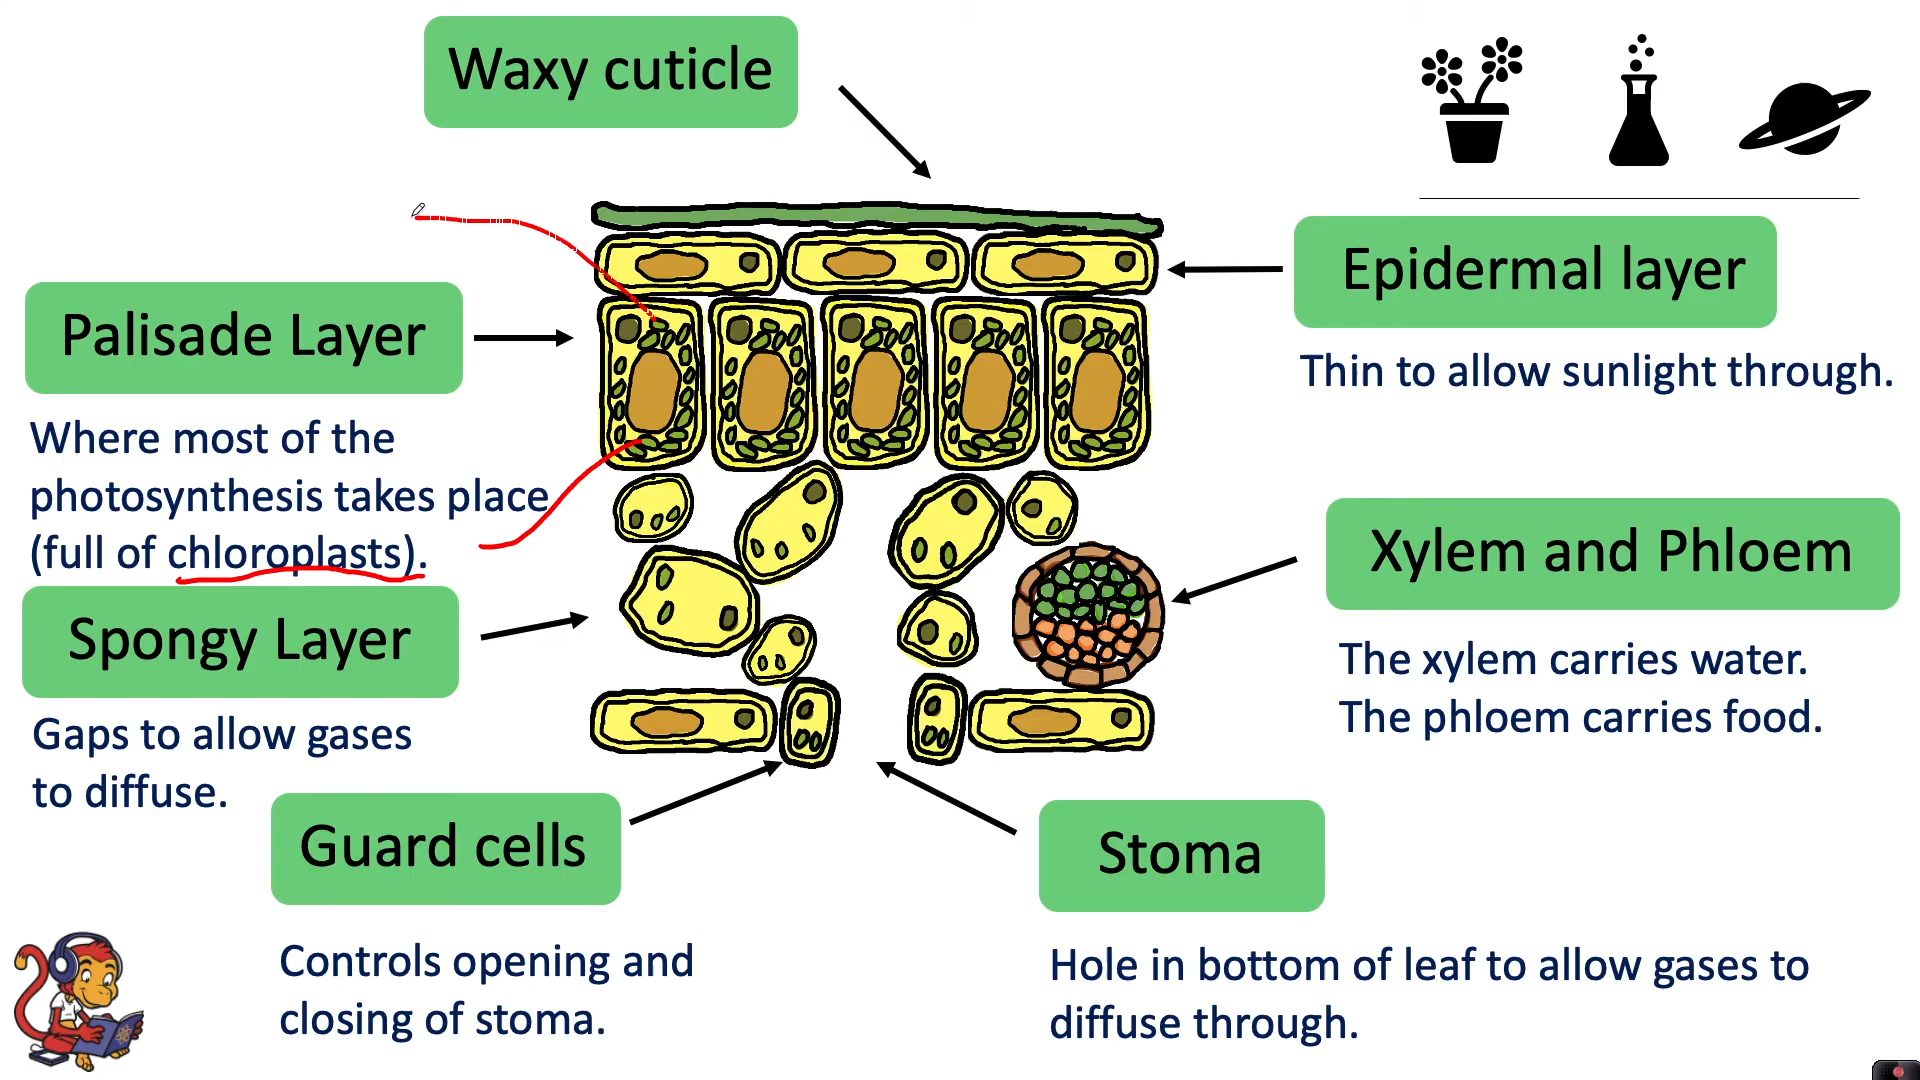 Waxy cuticle
Epidermal layer
Thin to allow sunlight through.
Palisade Layer
Where most of the
photosynthesis takes place
(full of chloroplasts).
Xylem and Phloem
The xylem carries water.
The phloem carries food.
Spongy Layer
Gaps to allow gases
to diffuse.
Guard cells
Controls opening and
closing of stoma.
Stoma
Hole in bottom of leaf to allow gases to
diffuse through.